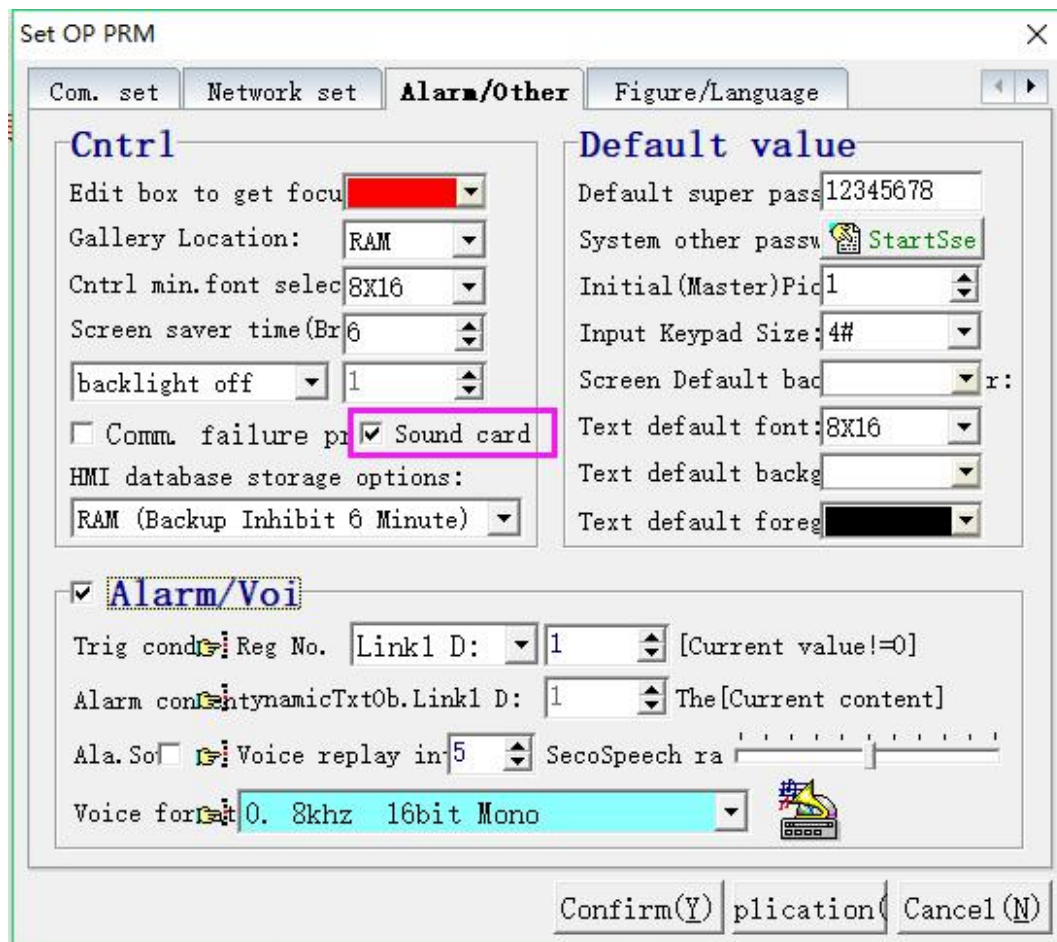 Set OP PRM
Com. set Network set Alarm/Other Figure/Language
Cntrl
Edit box to get focu
Gallery Location: RAM
Cntrl min.font selec 8X16
Screen saver time(Br 6
backlight off 1
Comm. failure pr Sound card
HMI database storage options:
RAM (Backup Inhibit 6 Minute)
Default value
Default super pass 12345678
System other passw StartSse
Initial(Master)Pic 1
Input Keypad Size: 4#
Screen Default bac r:
Text default font: 8X16
Text default backg
Text default foreg
Alarm/Voi
Trig cond Reg No. Link1 D: 1 [Current value!=0]
Alarm conten tynamicTxtOb.Link1 D: 1 The[Current content]
Ala.So Voice replay in 5 SecoSpeech ra
Voice format 0. 8khz 16bit Mono
Confirm(Y) plication( Cancel(N)